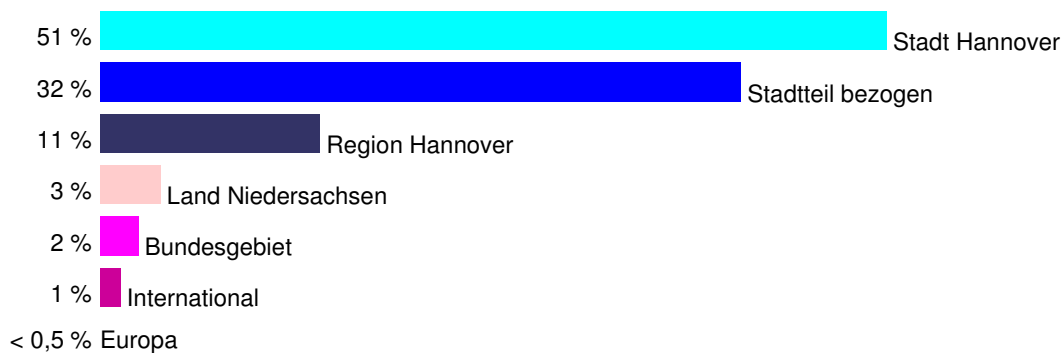 51 % Stadt Hannover
32 % Stadtteil bezogen
11 % Region Hannover
3 % Land Niedersachsen
2 % Bundesgebiet
1 % International
< 0,5 % Europa